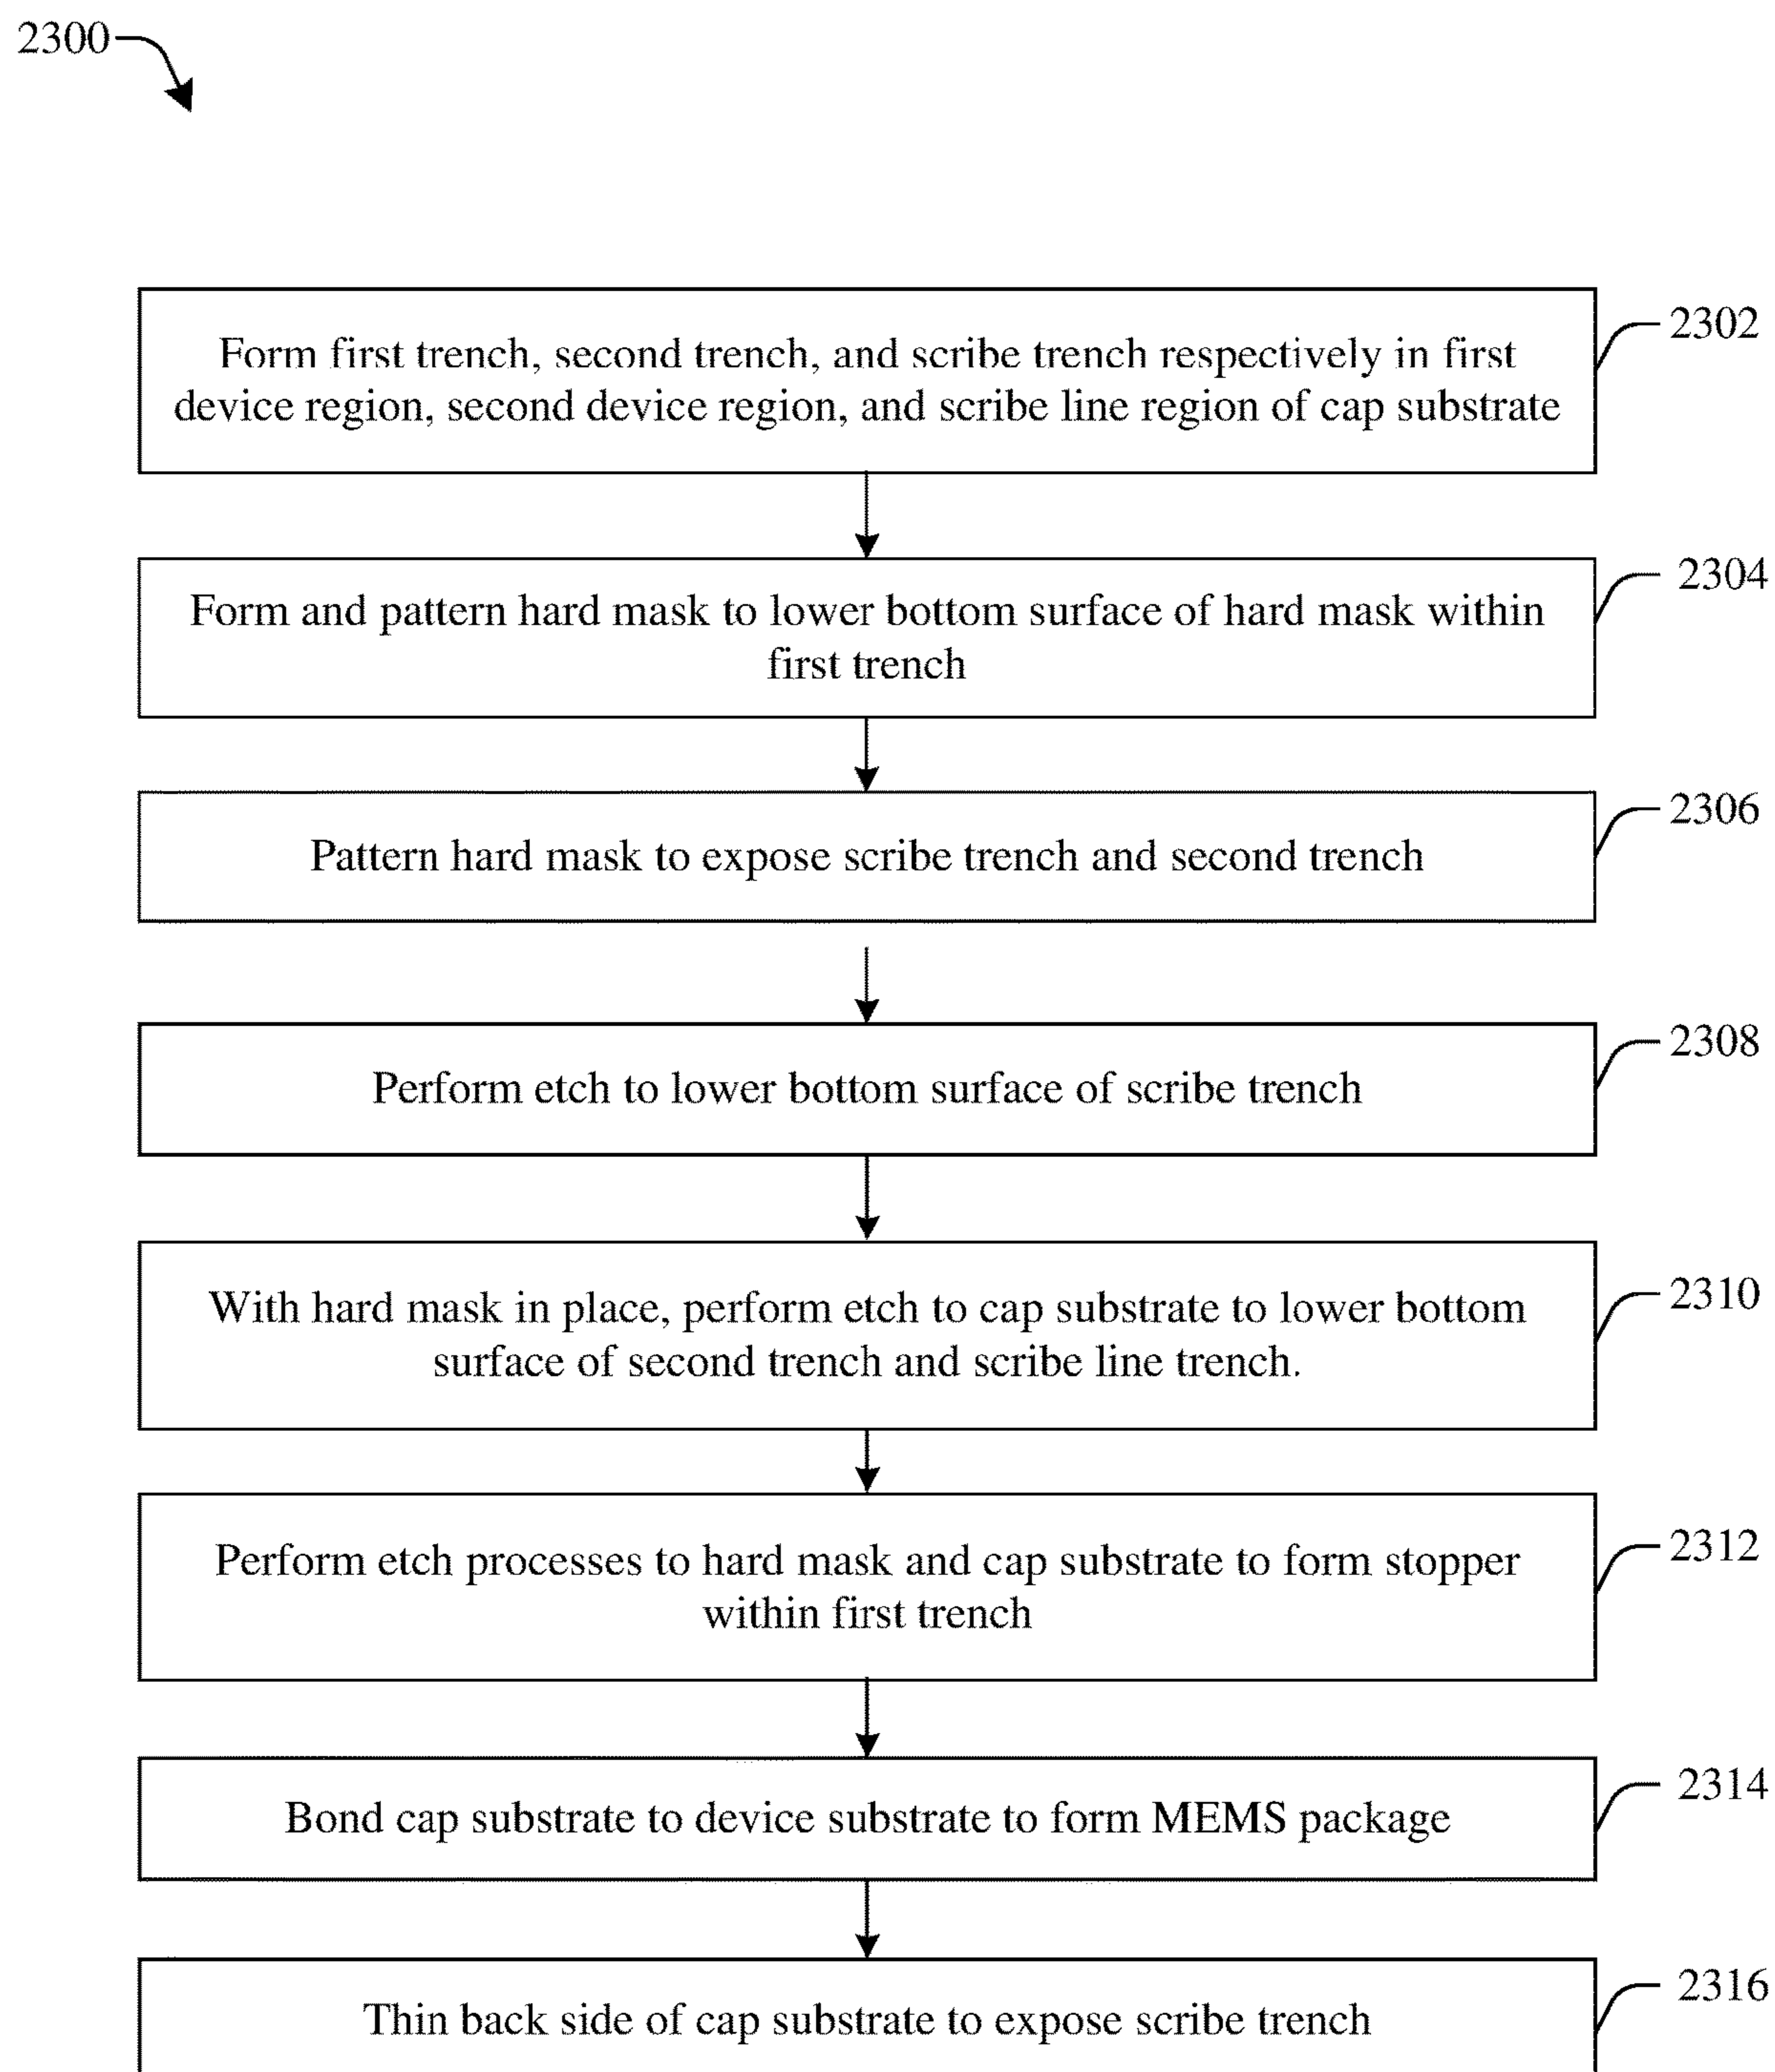 2300
Form first trench, second trench, and scribe trench respectively in first
device region, second device region, and scribe line region of cap substrate
2302
Form and pattern hard mask to lower bottom surface of hard mask within
first trench
2304
Pattern hard mask to expose scribe trench and second trench
2306
Perform etch to lower bottom surface of scribe trench
2308
With hard mask in place, perform etch to cap substrate to lower bottom
surface of second trench and scribe line trench.
2310
Perform etch processes to hard mask and cap substrate to form stopper
within first trench
2312
Bond cap substrate to device substrate to form MEMS package
2314
Thin back side of cap substrate to expose scribe trench
2316